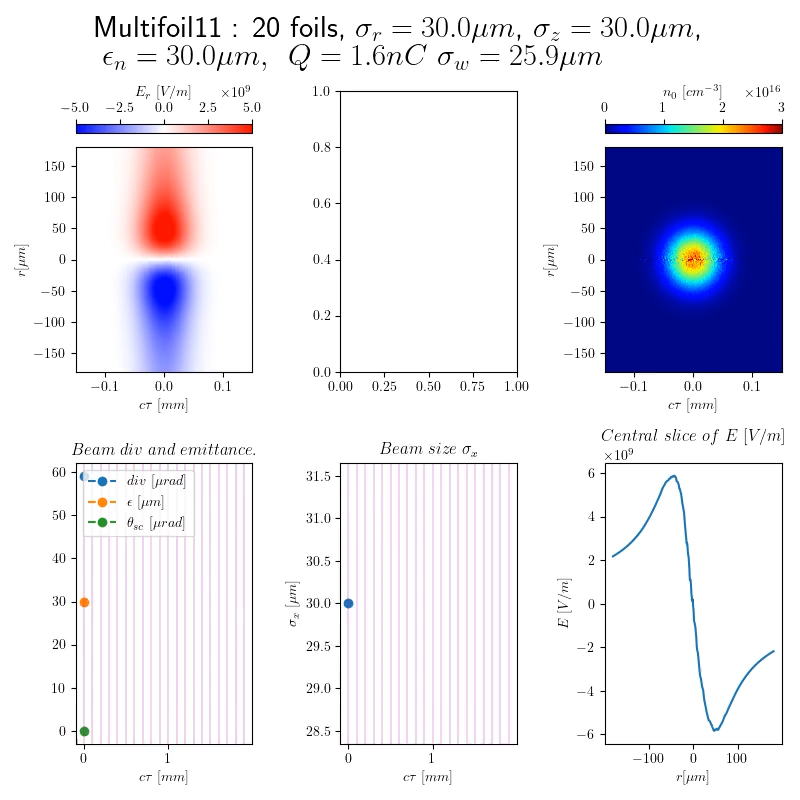 Multifoil11 : 20 foils, σ_r = 30.0μm, σ_z = 30.0μm,
ϵ_n = 30.0μm, Q = 1.6nC σ_w = 25.9μm
E_r [V/m] ×10⁹
−5.0 −2.5 0.0 2.5 5.0
150
100
50
0
−50
−100
−150
r[μm]
−0.1 0.0 0.1
cτ [mm]
1.0
0.8
0.6
0.4
0.2
0.0
0.00 0.25 0.50 0.75 1.00
n_0 [cm⁻³] ×10¹⁶
0 1 2 3
150
100
50
0
−50
−100
−150
r[μm]
−0.1 0.0 0.1
cτ [mm]
Beam div and emittance.
60
50
40
30
20
10
0
div [μrad]
ϵ [μm]
θ_sc [μrad]
0 1
cτ [mm]
Beam size σ_x
31.5
31.0
30.5
30.0
29.5
29.0
28.5
σ_x [μm]
0 1
cτ [mm]
Central slice of E [V/m]
×10⁹
6
4
2
0
−2
−4
−6
E [V/m]
−100 0 100
r[μm]